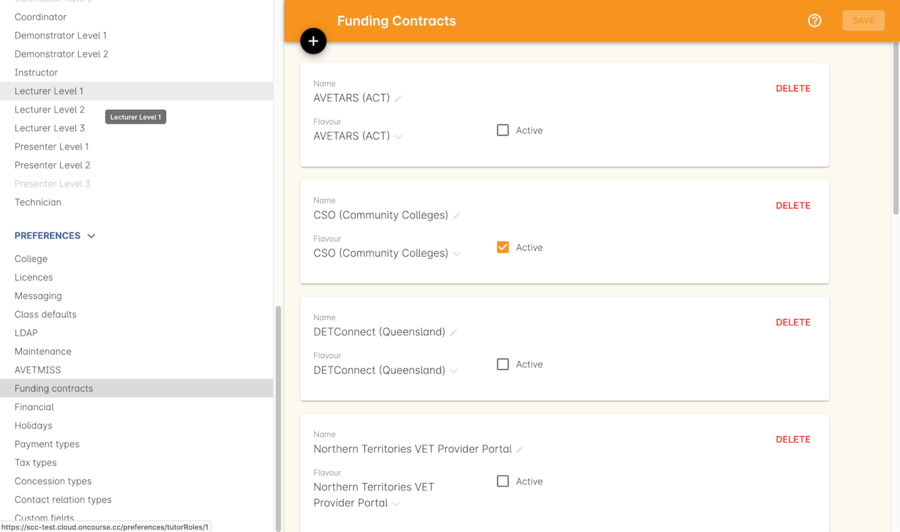 Contractor Role 2
Coordinator
Demonstrator Level 1
Demonstrator Level 2
Instructor
Lecturer Level 1
Lecturer Level 2
Lecturer Level 1
Lecturer Level 3
Presenter Level 1
Presenter Level 2
Presenter Level 3
Technician
PREFERENCES
College
Licences
Messaging
Class defaults
LDAP
Maintenance
AVETMISS
Funding contracts
Financial
Holidays
Payment types
Tax types
Concession types
Contact relation types
Custom fields
https://scc-test.cloud.oncourse.cc/preferences/tutorRoles/1
Funding Contracts
SAVE
Name
AVETARS (ACT)
DELETE
Flavour
AVETARS (ACT)
Active
Name
CSO (Community Colleges)
DELETE
Flavour
CSO (Community Colleges)
Active
Name
DETConnect (Queensland)
DELETE
Flavour
DETConnect (Queensland)
Active
Name
Northern Territories VET Provider Portal
DELETE
Flavour
Northern Territories VET
Provider Portal
Active